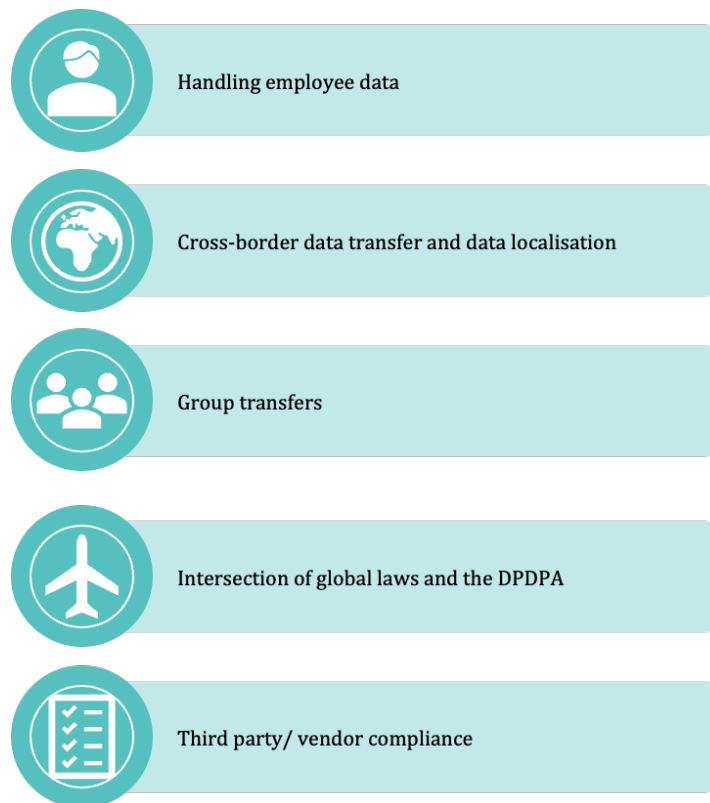 Handling employee data
Cross-border data transfer and data localisation
Group transfers
Intersection of global laws and the DPDPA
Third party/ vendor compliance